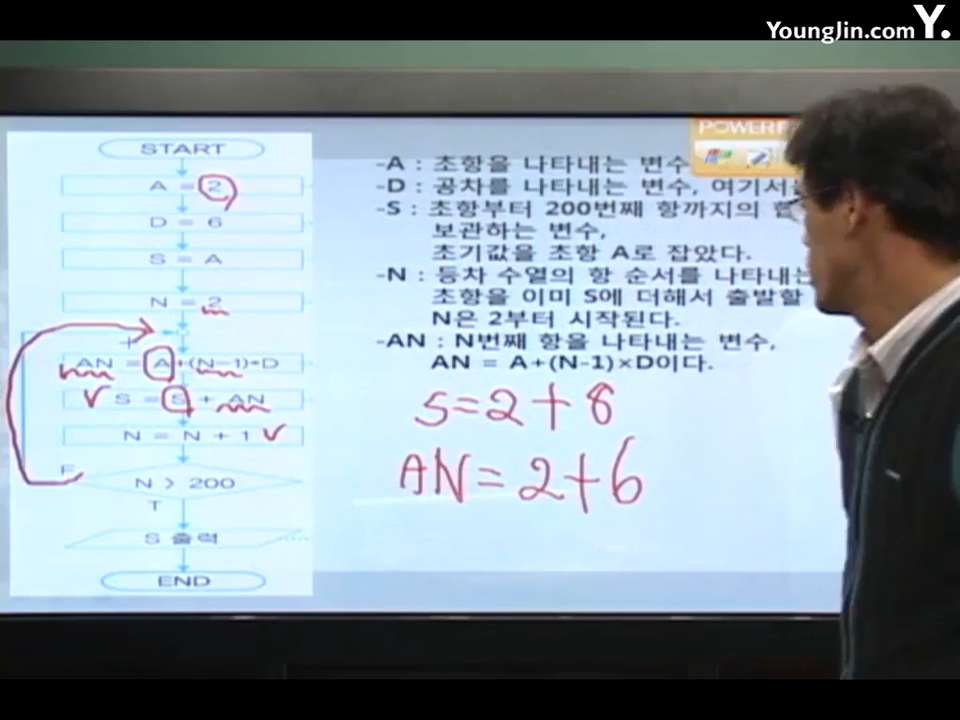 YoungJin.com Y.
POWER
START
A = 2
D = 6
S = A
N = 2
AN = A+(N-1)*D
S = S + AN
N = N + 1
F
N > 200
T
S 출력
END
-A : 초항을 나타내는 변수
-D : 공차를 나타내는 변수, 여기서는
-S : 초항부터 200번째 항까지의
보관하는 변수,
초기값을 초항 A로 잡았다.
-N : 등차 수열의 항 순서를 나타내는
초항을 이미 S에 더해서 출발할
N은 2부터 시작된다.
-AN : N번째 항을 나타내는 변수,
AN = A+(N-1)×D이다.
S=2+8
AN=2+6